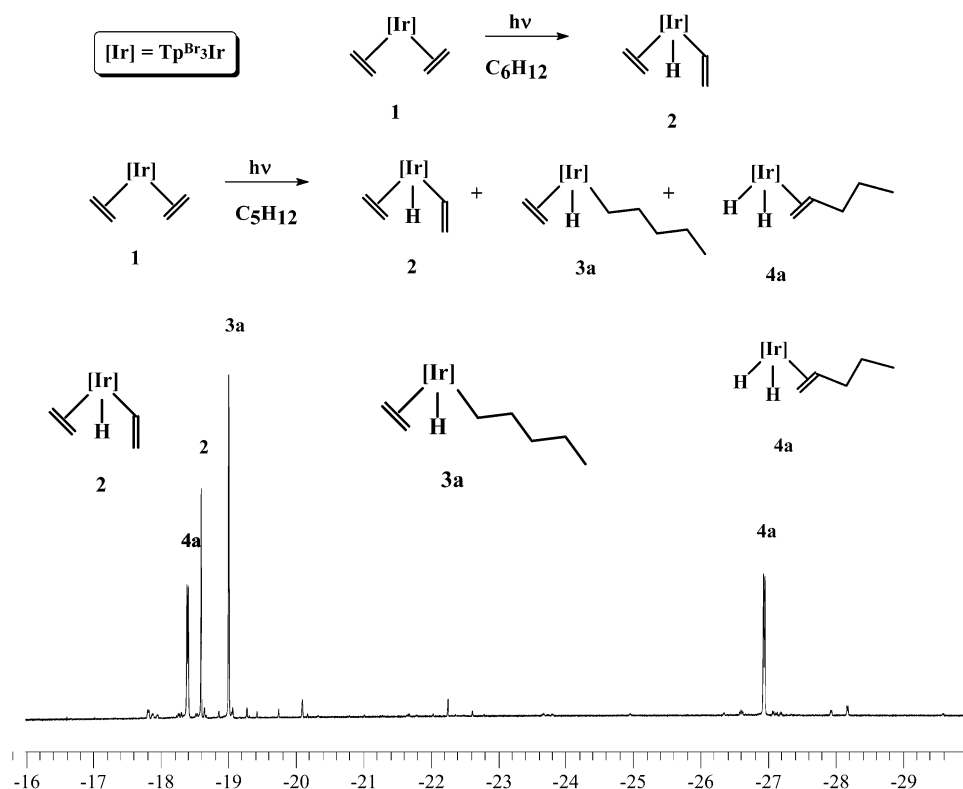 [Ir] = Tp^Br3Ir
[Ir]
1
hν
C6H12
[Ir]
H
2
[Ir]
1
hν
C5H12
[Ir]
H
2
+
[Ir]
H
3a
+
[Ir]
H
H
4a
3a
[Ir]
H
2
2
4a
[Ir]
H
3a
[Ir]
H
H
4a
4a
-16 -17 -18 -19 -20 -21 -22 -23 -24 -25 -26 -27 -28 -29